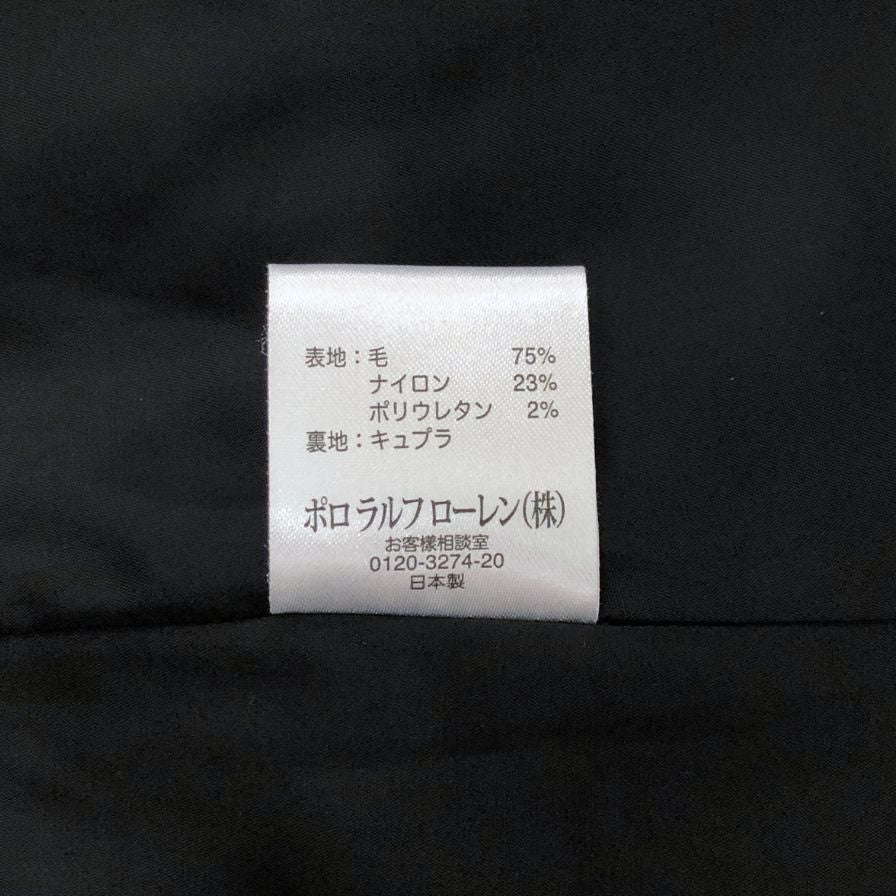 表地：毛 75%
ナイロン 23%
ポリウレタン 2%
裏地：キュプラ
ポロ ラルフ ローレン(株)
お客様相談室
0120-3274-20
日本製